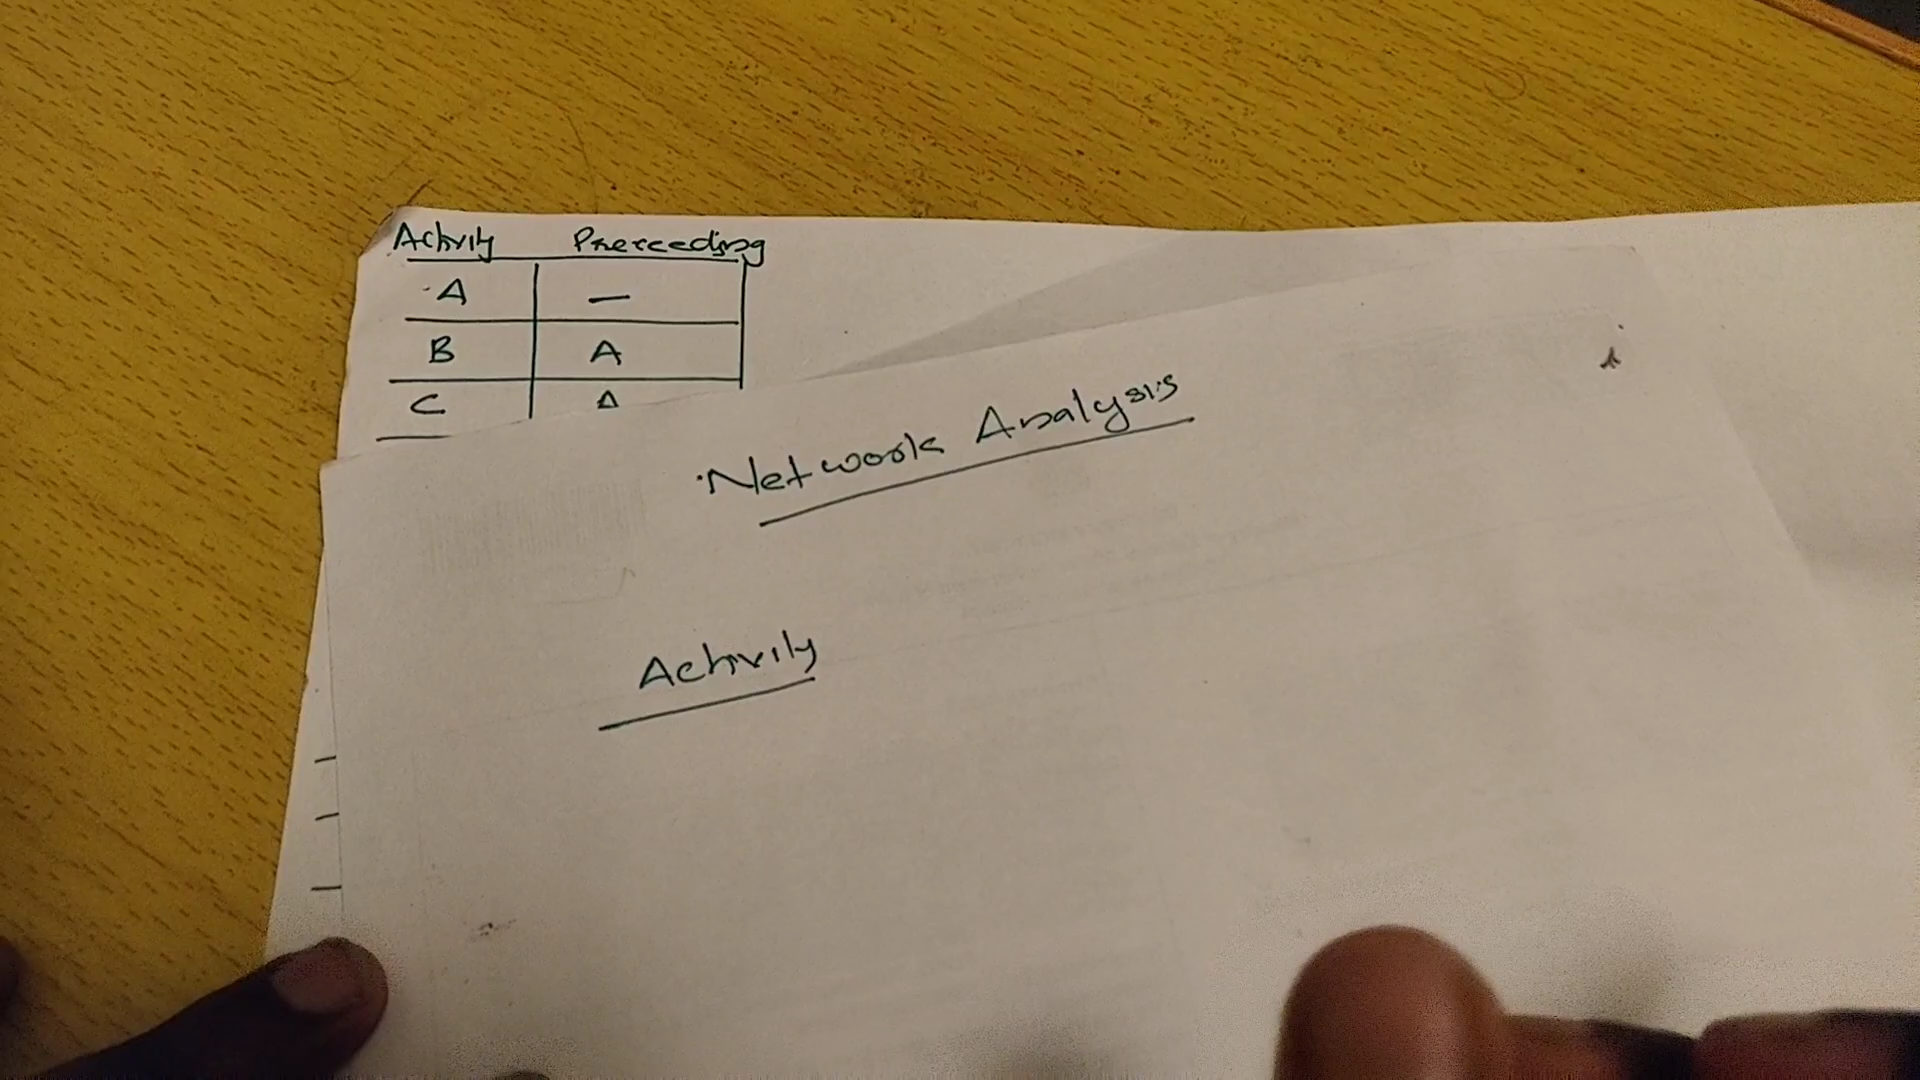 Activity Preceeding
A —
B A
C A
Network Analysis
Activity